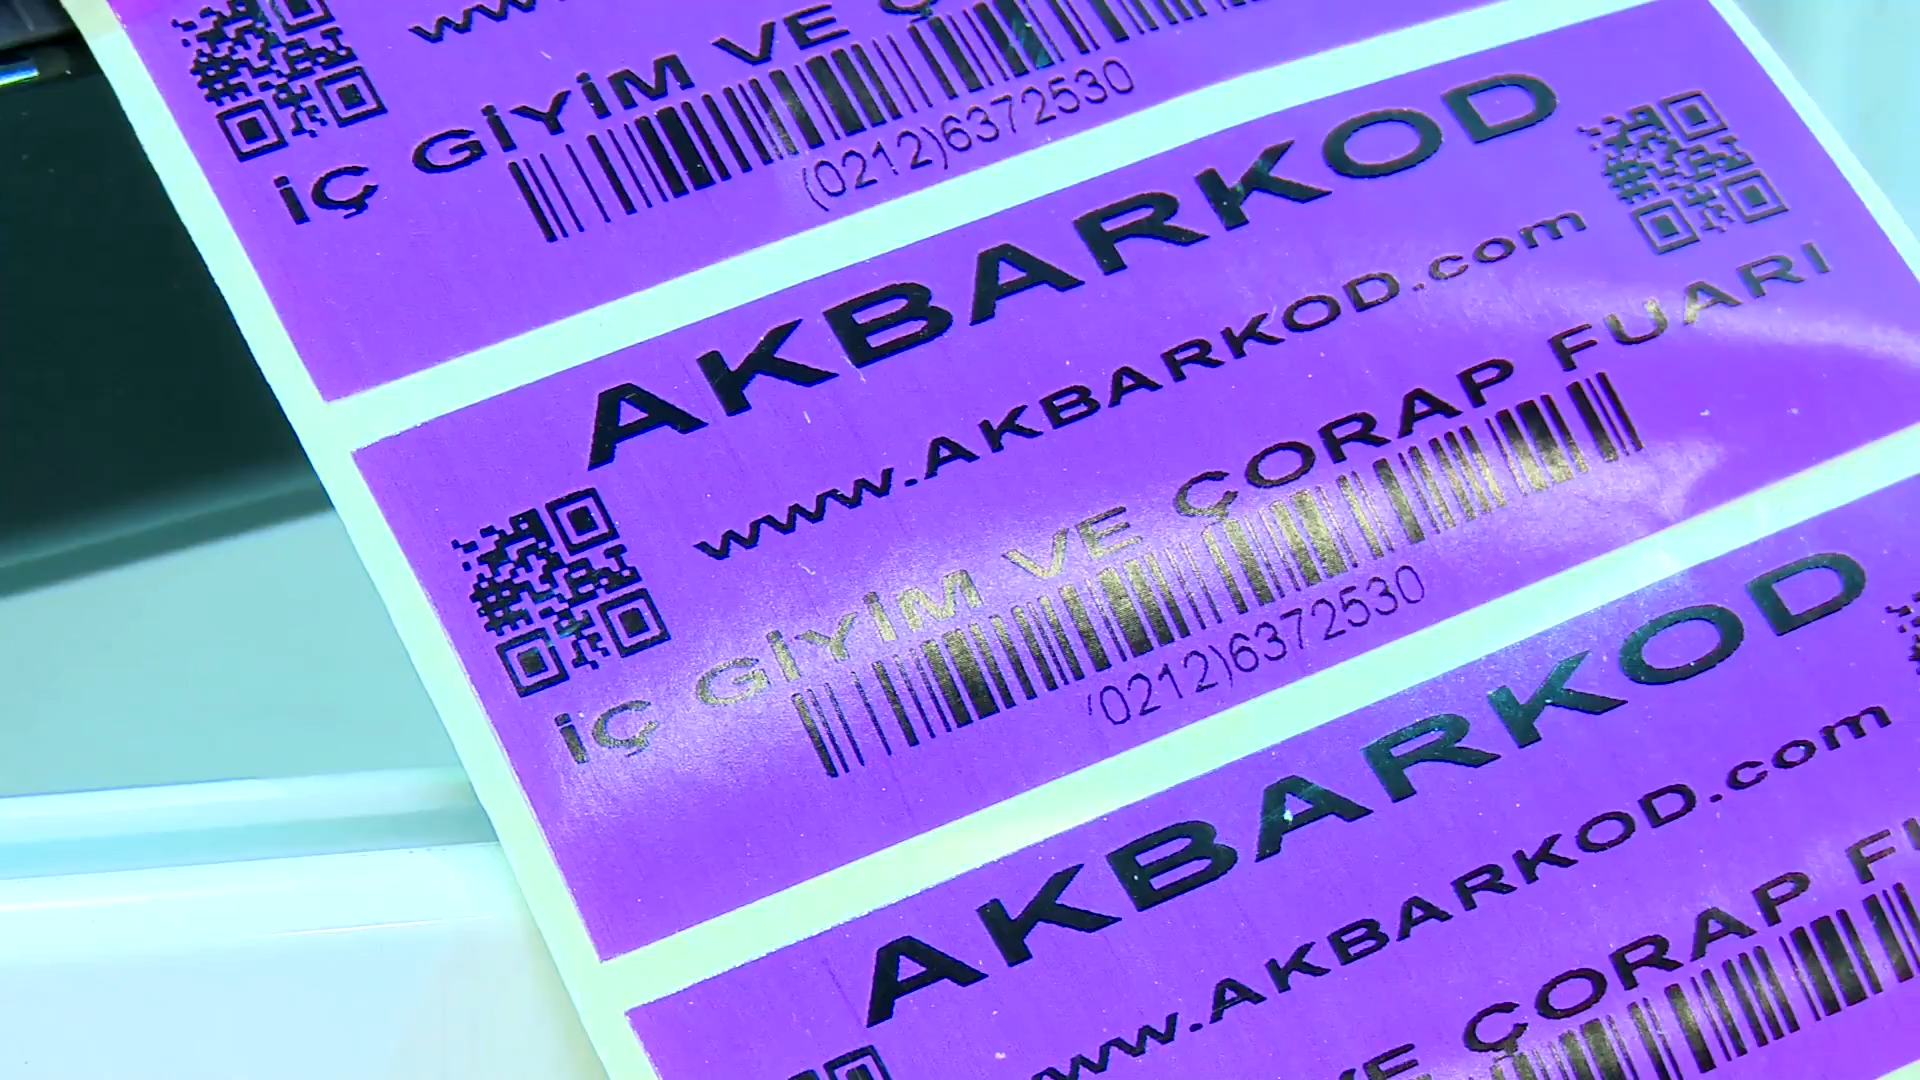 İÇ GİYİM VE
(0212)6372530
AKBARKOD
www.AKBARKOD.com
İÇ GİYİM VE ÇORAP FUARI
(0212)6372530
AKBARKOD
www.AKBARKOD.com
ÇORAP